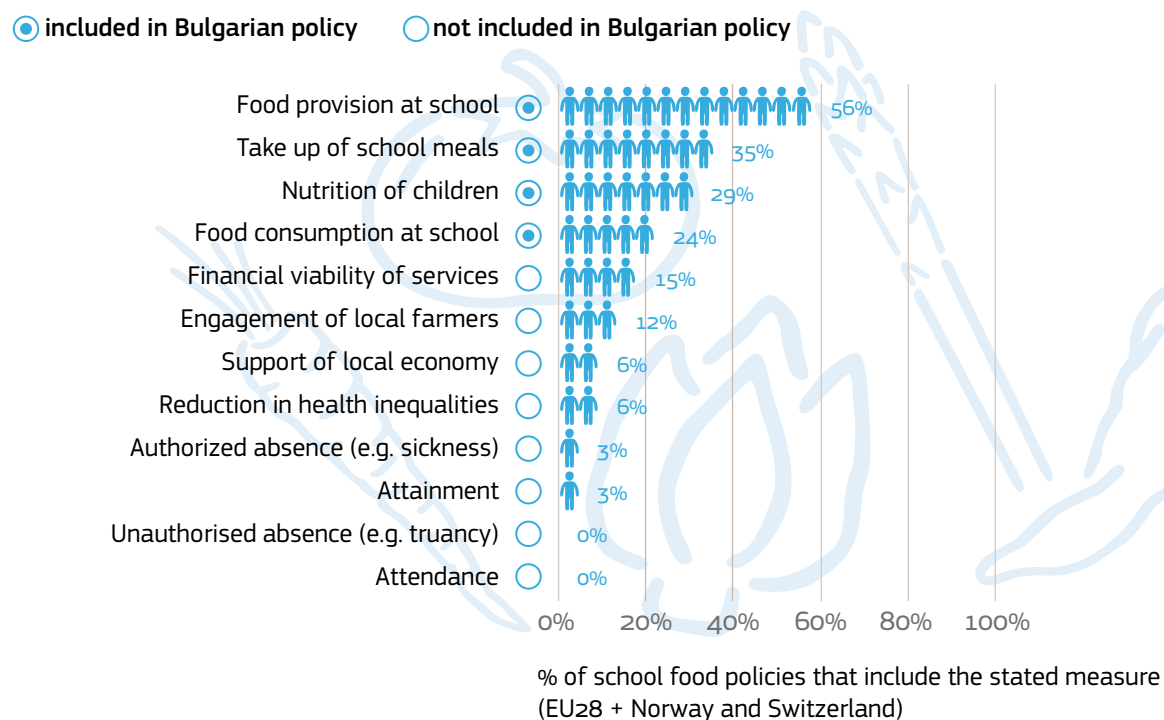 included in Bulgarian policy not included in Bulgarian policy
Food provision at school 56%
Take up of school meals 35%
Nutrition of children 29%
Food consumption at school 24%
Financial viability of services 15%
Engagement of local farmers 12%
Support of local economy 6%
Reduction in health inequalities 6%
Authorized absence (e.g. sickness) 3%
Attainment 3%
Unauthorised absence (e.g. truancy) 0%
Attendance 0%
0% 20% 40% 60% 80% 100%
% of school food policies that include the stated measure
(EU28 + Norway and Switzerland)